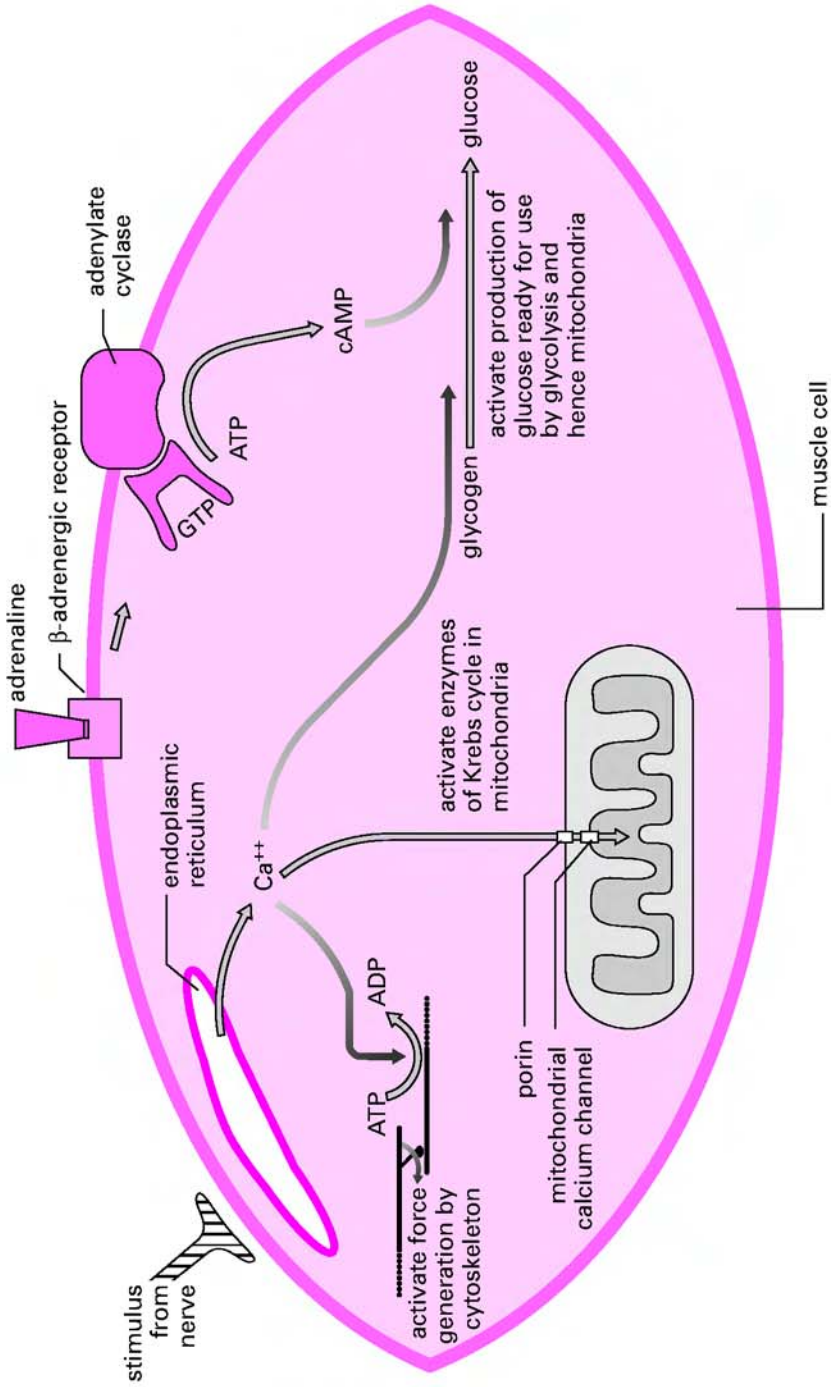 stimulus
from
nerve
adrenaline
β-adrenergic receptor
adenylate
cyclase
endoplasmic
reticulum
GTP
ATP
cAMP
Ca++
ATP
ADP
activate force
generation by
cytoskeleton
activate enzymes
of Krebs cycle in
mitochondria
glycogen
glucose
activate production of
glucose ready for use
by glycolysis and
hence mitochondria
porin
mitochondrial
calcium channel
muscle cell